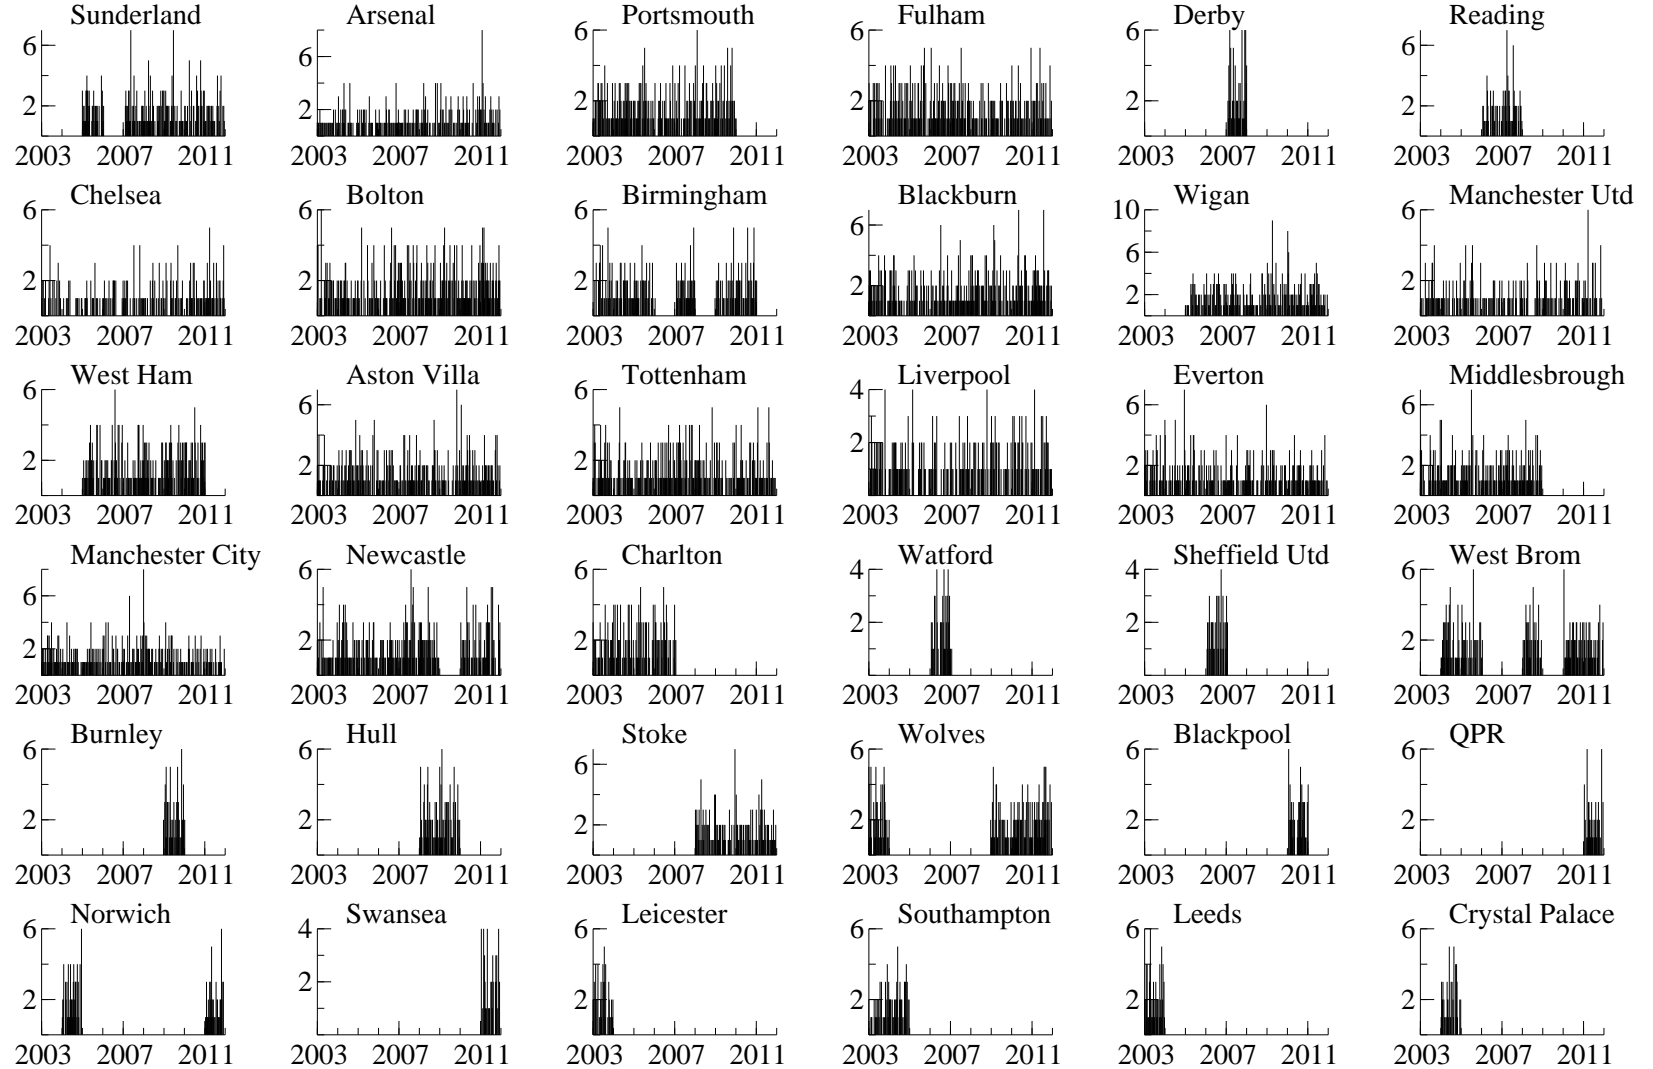 Sunderland Arsenal Portsmouth Fulham Derby Reading
6 6 6 6 6 6
2 2 2 2 2 2
2003 2007 2011 2003 2007 2011 2003 2007 2011 2003 2007 2011 2003 2007 2011 2003 2007 2011
Chelsea Bolton Birmingham Blackburn Wigan Manchester Utd
6 6 6 6 10 6
6
2 2 2 2 2 2
2003 2007 2011 2003 2007 2011 2003 2007 2011 2003 2007 2011 2003 2007 2011 2003 2007 2011
West Ham Aston Villa Tottenham Liverpool Everton Middlesbrough
6 6 6 4 6 6
2 2 2 2 2 2
2003 2007 2011 2003 2007 2011 2003 2007 2011 2003 2007 2011 2003 2007 2011 2003 2007 2011
Manchester City Newcastle Charlton Watford Sheffield Utd West Brom
6 6 6 4 4 6
2 2 2 2 2 2
2003 2007 2011 2003 2007 2011 2003 2007 2011 2003 2007 2011 2003 2007 2011 2003 2007 2011
Burnley Hull Stoke Wolves Blackpool QPR
6 6 6 6 6 6
2 2 2 2 2 2
2003 2007 2011 2003 2007 2011 2003 2007 2011 2003 2007 2011 2003 2007 2011 2003 2007 2011
Norwich Swansea Leicester Southampton Leeds Crystal Palace
6 4 6 6 6 6
2 2 2 2 2 2
2003 2007 2011 2003 2007 2011 2003 2007 2011 2003 2007 2011 2003 2007 2011 2003 2007 2011